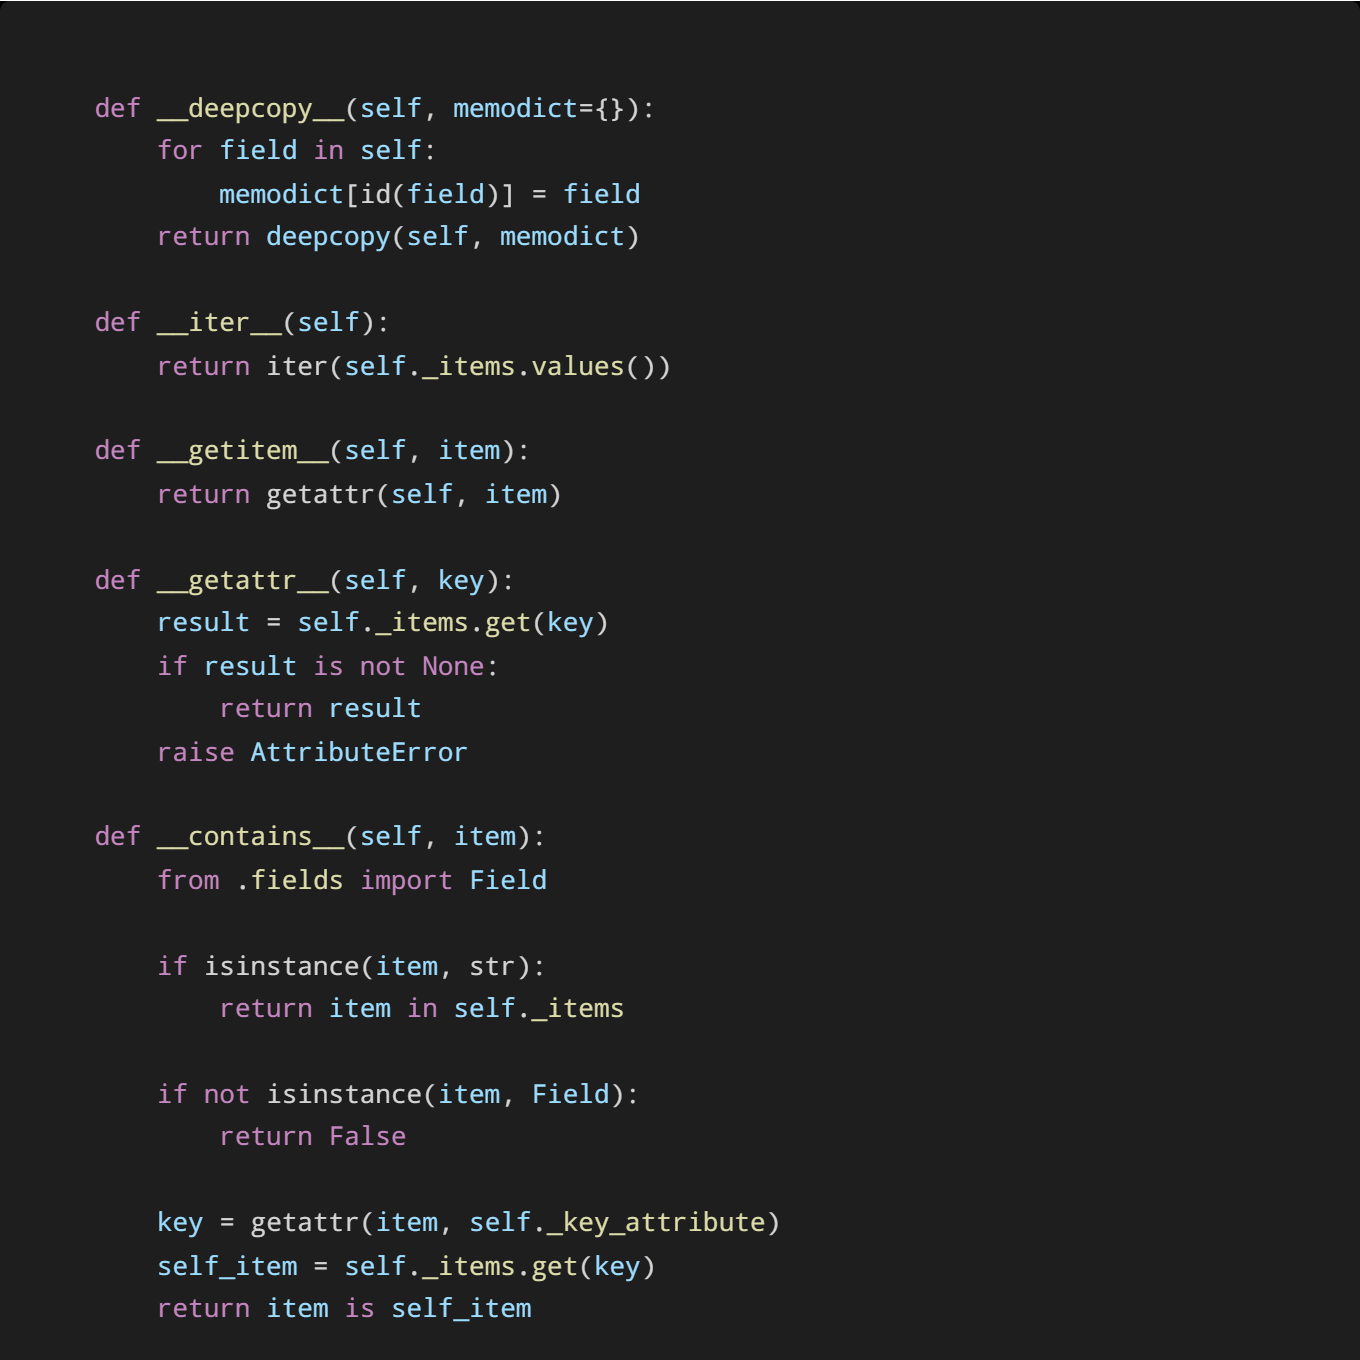 def __deepcopy__(self, memodict={}):
    for field in self:
        memodict[id(field)] = field
    return deepcopy(self, memodict)

def __iter__(self):
    return iter(self._items.values())

def __getitem__(self, item):
    return getattr(self, item)

def __getattr__(self, key):
    result = self._items.get(key)
    if result is not None:
        return result
    raise AttributeError

def __contains__(self, item):
    from .fields import Field

    if isinstance(item, str):
        return item in self._items

    if not isinstance(item, Field):
        return False

    key = getattr(item, self._key_attribute)
    self_item = self._items.get(key)
    return item is self_item